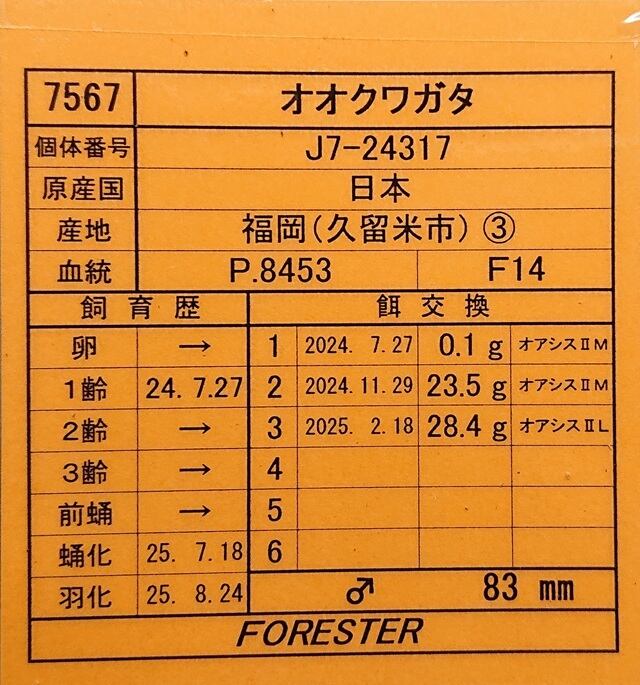 7567 オオクワガタ
個体番号 J7-24317
原産国 日本
産地 福岡(久留米市) ③
血統 P.8453 F14
飼育歴 餌交換
卵 → 1 2024. 7.27 0.1 g オアシスⅡM
1齢 24. 7.27 2 2024.11.29 23.5 g オアシスⅡM
2齢 → 3 2025. 2.18 28.4 g オアシスⅡL
3齢 → 4
前蛹 → 5
蛹化 25. 7.18 6
羽化 25. 8.24 ♂ 83 mm
FORESTER